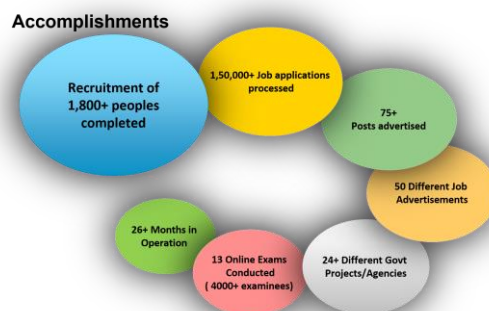 Accomplishments
Recruitment of
1,800+ peoples
completed
1,50,000+ Job applications
processed
75+
Posts advertised
50 Different Job
Advertisements
24+ Different Govt
Projects/Agencies
13 Online Exams
Conducted
( 4000+ examinees)
26+ Months in
Operation